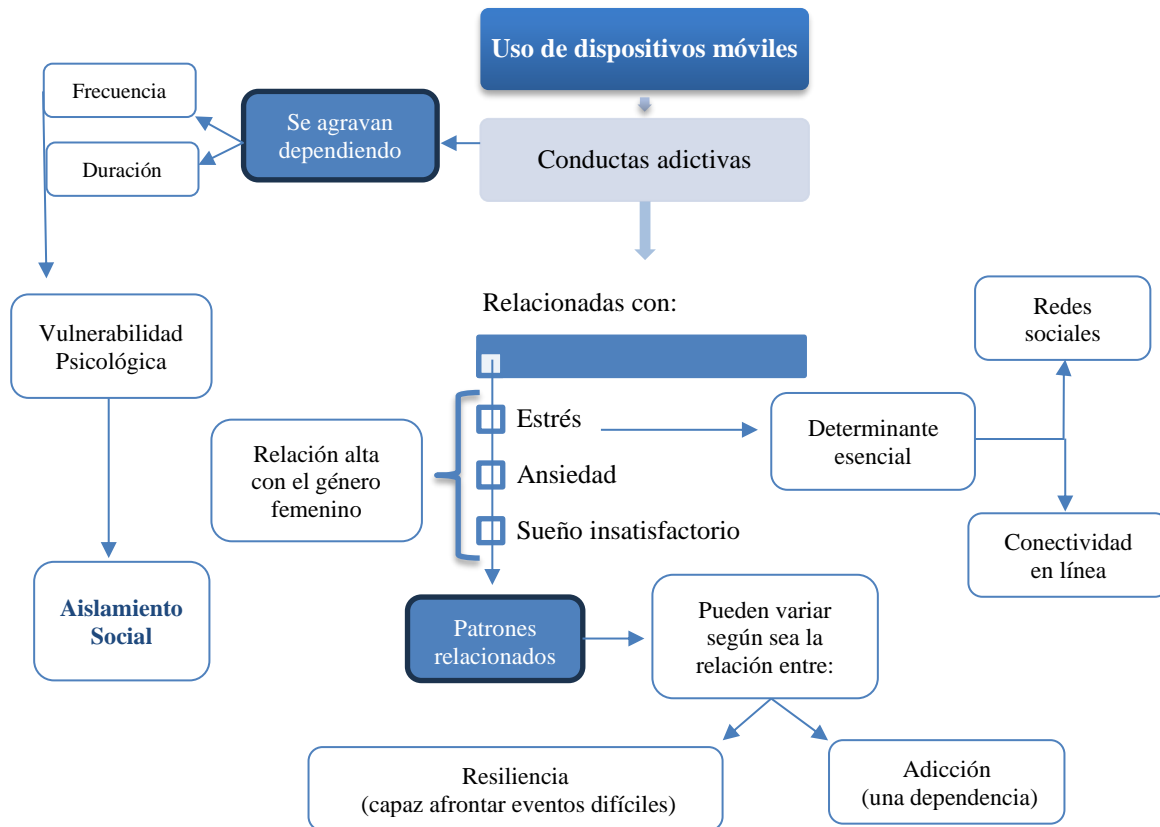 Uso de dispositivos móviles
Frecuencia
Duración
Se agravan
dependiendo
Conductas adictivas
Vulnerabilidad
Psicológica
Aislamiento
Social
Relacionadas con:
Relación alta
con el género
femenino
Estrés
Ansiedad
Sueño insatisfactorio
Determinante
esencial
Redes
sociales
Conectividad
en línea
Patrones
relacionados
Pueden variar
según sea la
relación entre:
Resiliencia
(capaz afrontar eventos difíciles)
Adicción
(una dependencia)